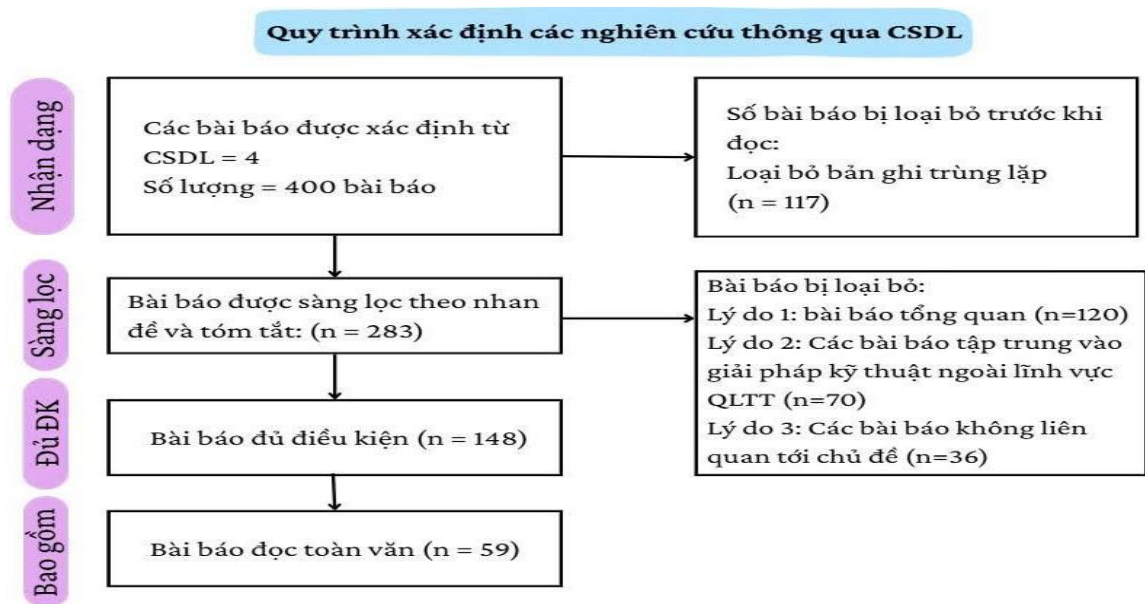 Quy trình xác định các nghiên cứu thông qua CSDL
Nhận dạng
Các bài báo được xác định từ
CSDL = 4
Số lượng = 400 bài báo
Số bài báo bị loại bỏ trước khi
đọc:
Loại bỏ bản ghi trùng lặp
(n = 117)
Sàng lọc
Bài báo được sàng lọc theo nhan
đề và tóm tắt: (n = 283)
Bài báo bị loại bỏ:
Lý do 1: bài báo tổng quan (n=120)
Lý do 2: Các bài báo tập trung vào
giải pháp kỹ thuật ngoài lĩnh vực
QLTT (n=70)
Lý do 3: Các bài báo không liên
quan tới chủ đề (n=36)
Đủ ĐK
Bài báo đủ điều kiện (n = 148)
Bao gồm
Bài báo đọc toàn văn (n = 59)